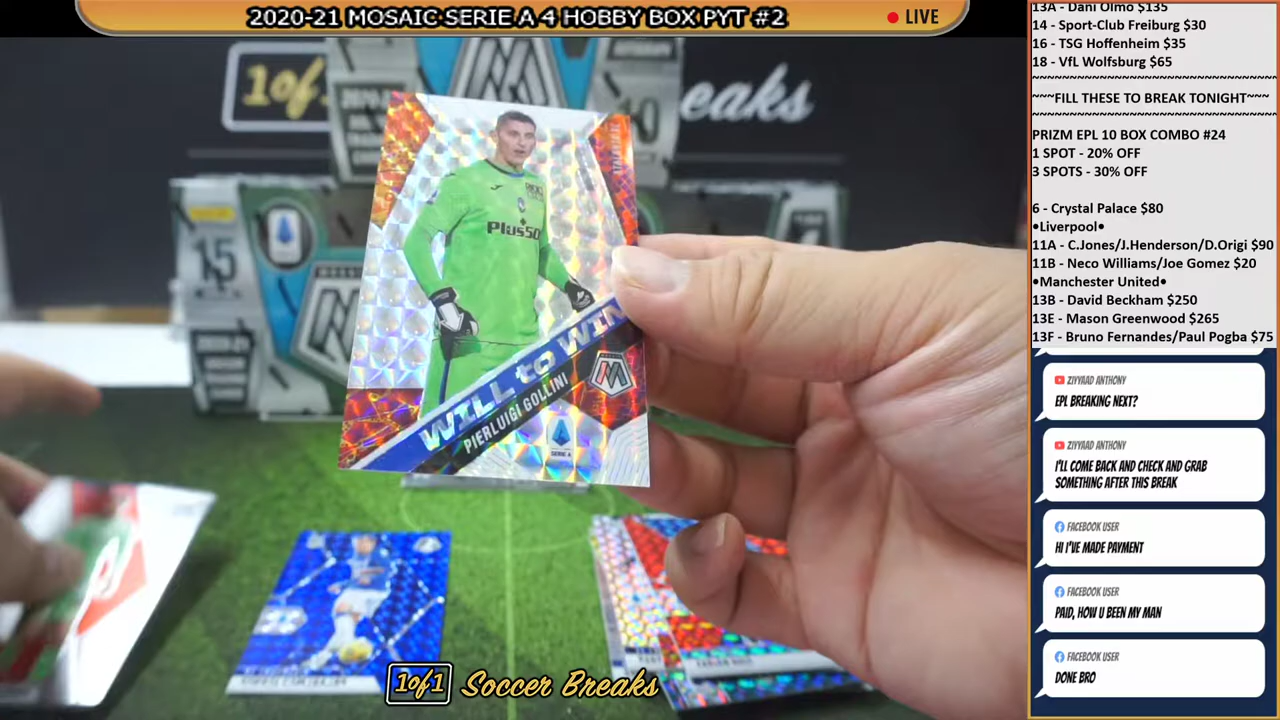 2020-21 MOSAIC SERIE A 4 HOBBY BOX PYT #2
LIVE
1of1
eaks
15
Plus50
WILL to WIN
PIERLUIGI GOLLINI
SERIE A
1of1 Soccer Breaks
13A - Dani Olmo $135
14 - Sport-Club Freiburg $30
16 - TSG Hoffenheim $35
18 - VfL Wolfsburg $65
~~~FILL THESE TO BREAK TONIGHT~~~
PRIZM EPL 10 BOX COMBO #24
1 SPOT - 20% OFF
3 SPOTS - 30% OFF
6 - Crystal Palace $80
•Liverpool•
11A - C.Jones/J.Henderson/D.Origi $90
11B - Neco Williams/Joe Gomez $20
•Manchester United•
13B - David Beckham $250
13E - Mason Greenwood $265
13F - Bruno Fernandes/Paul Pogba $75
ZIYYAAD ANTHONY
EPL BREAKING NEXT?
ZIYYAAD ANTHONY
I'LL COME BACK AND CHECK AND GRAB
SOMETHING AFTER THIS BREAK
FACEBOOK USER
HI I'VE MADE PAYMENT
FACEBOOK USER
PAID, HOW U BEEN MY MAN
FACEBOOK USER
DONE BRO